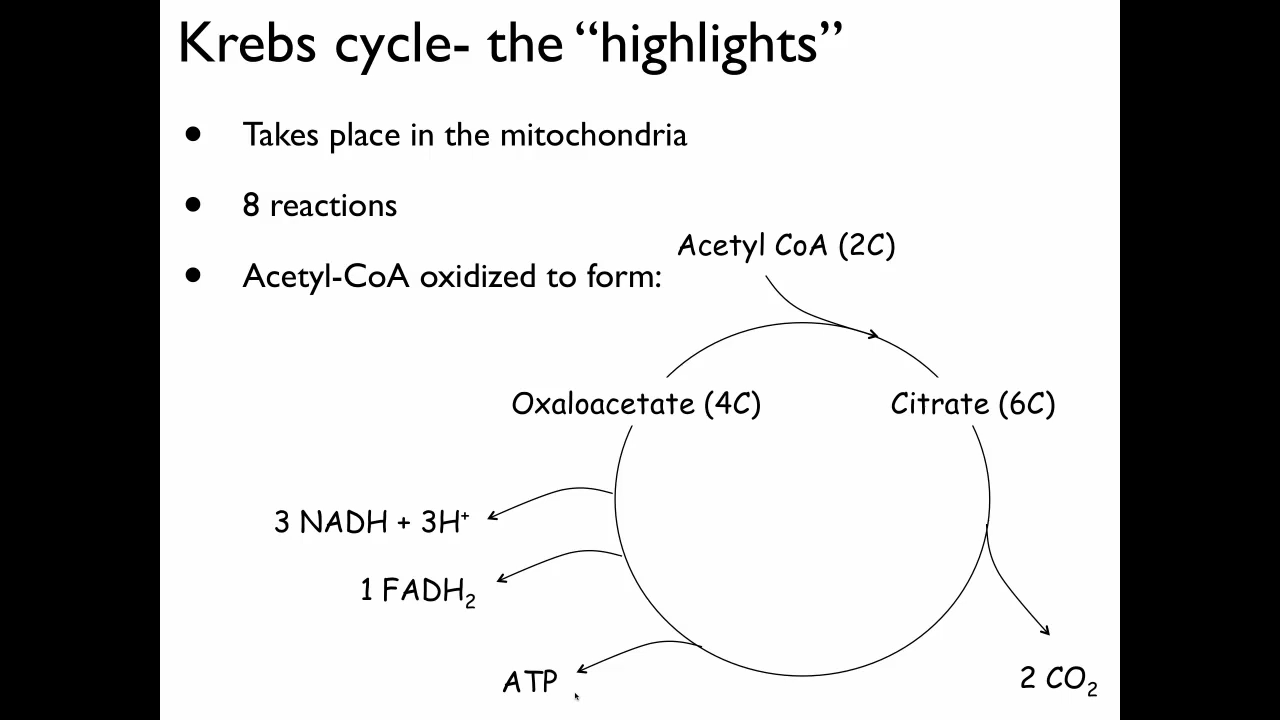 Krebs cycle- the “highlights”
● Takes place in the mitochondria
● 8 reactions
● Acetyl-CoA oxidized to form:
Acetyl CoA (2C)
Oxaloacetate (4C)
Citrate (6C)
3 NADH + 3H⁺
1 FADH₂
ATP
2 CO₂